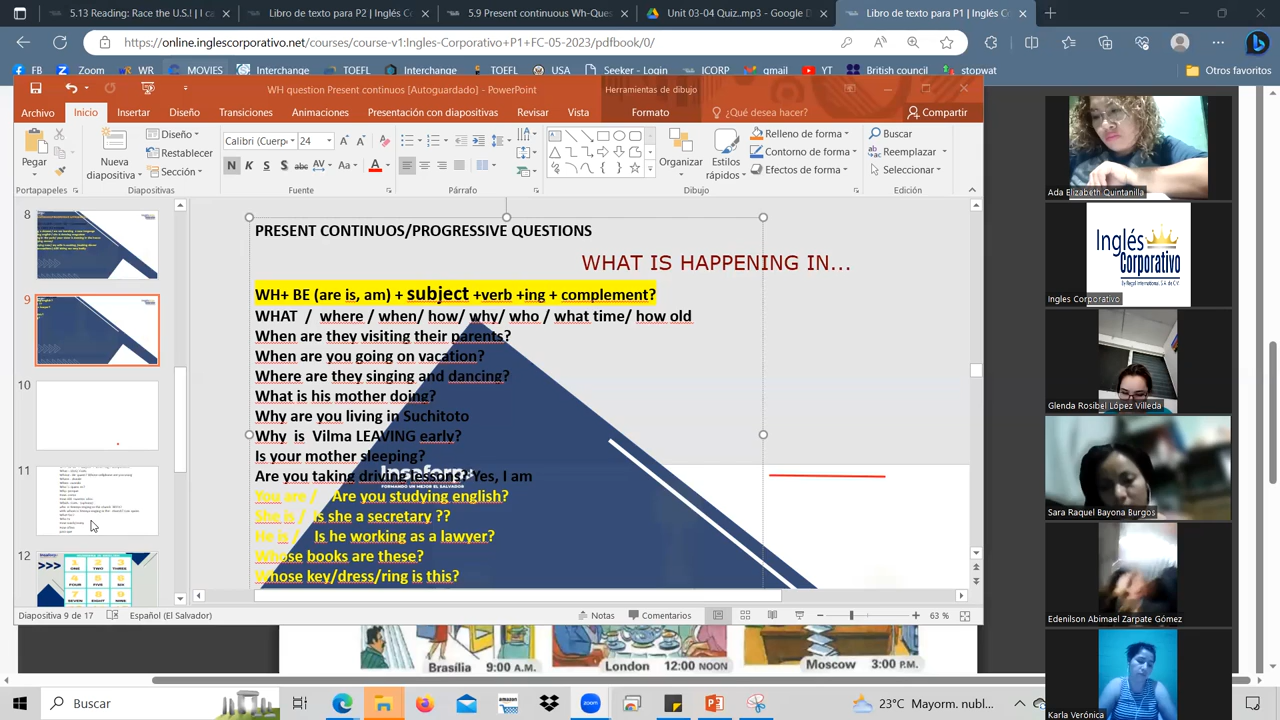 5.13 Reading: Race the U.S.! | I ca
Libro de texto para P2 | Inglés C
5.9 Present continuous Wh-Ques
Unit 03-04 Quiz..mp3 - Google D
Libro de texto para P1 | Inglés C
https://online.inglescorporativo.net/courses/course-v1:Ingles-Corporativo+P1+FC-05-2023/pdfbook/0/
FB
Zoom
WR
MOVIES
Interchange
TOEFL
Interchange
TOEFL
USA
Seeker - Login
ICORP
gmail
YT
British council
stopwat
Otros favoritos
WH question Present continuos [Autoguardado] - PowerPoint
Herramientas de dibujo
Archivo
Inicio
Insertar
Diseño
Transiciones
Animaciones
Presentación con diapositivas
Revisar
Vista
Formato
¿Qué desea hacer?
Compartir
Pegar
Nueva diapositiva
Diseño
Restablecer
Sección
Calibri (Cuerp
24
Organizar
Estilos rápidos
Relleno de forma
Contorno de forma
Efectos de forma
Buscar
Reemplazar
Seleccionar
Portapapeles
Diapositivas
Fuente
Párrafo
Dibujo
Edición
8
9
10
11
12
PRESENT CONTINUOS/PROGRESSIVE QUESTIONS
WHAT IS HAPPENING IN...
WH+ BE (are is, am) + subject +verb +ing + complement?
WHAT / where / when/ how/ why/ who / what time/ how old
When are they visiting their parents?
When are you going on vacation?
Where are they singing and dancing?
What is his mother doing?
Why are you living in Suchitoto
Why is Vilma LEAVING early?
Is your mother sleeping?
Are you taking driving lessons? Yes, I am
You are / Are you studying english?
She is / Is she a secretary ??
He is / Is he working as a lawyer?
Whose books are these?
Whose key/dress/ring is this?
FORMANDO UN MEJOR EL SALVADOR
Diapositiva 9 de 17
Español (El Salvador)
Notas
Comentarios
63 %
Brasília 9:00 A.M.
London 12:00 NOON
Moscow 3:00 P.M.
Ada Elizabeth Quintanilla
Inglés Corporativo
Ingles Corporativo
Glenda Rosibel López Villeda
Sara Raquel Bayona Burgos
Edenilson Abimael Zarpate Gómez
Karla Verónica
Buscar
23°C Mayorm. nubl...